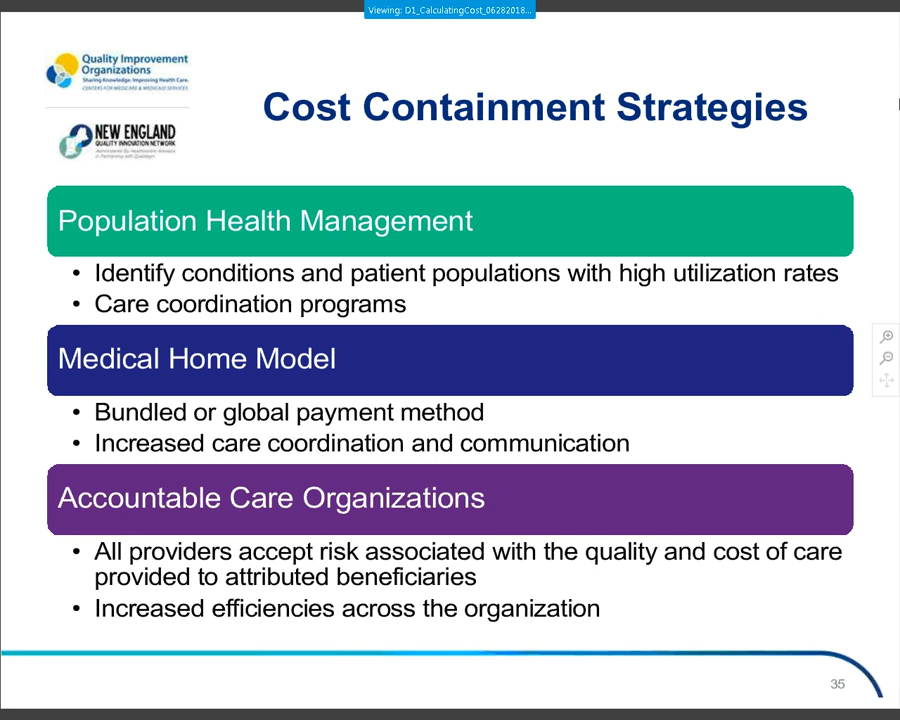 Viewing: D1_CalculatingCost_06282018...
Quality Improvement
Organizations
Sharing Knowledge. Improving Health Care.
CENTERS FOR MEDICARE & MEDICAID SERVICES
NEW ENGLAND
QUALITY INNOVATION NETWORK
Cost Containment Strategies
Population Health Management
• Identify conditions and patient populations with high utilization rates
• Care coordination programs
Medical Home Model
• Bundled or global payment method
• Increased care coordination and communication
Accountable Care Organizations
• All providers accept risk associated with the quality and cost of care
provided to attributed beneficiaries
• Increased efficiencies across the organization
35